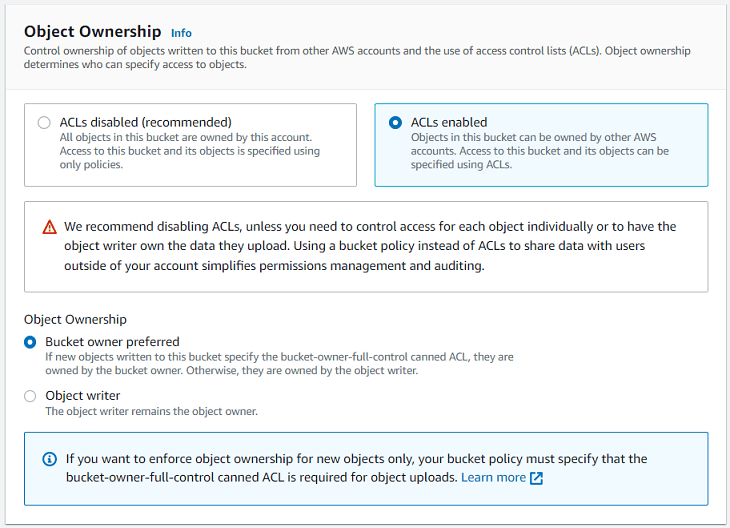 Object Ownership Info
Control ownership of objects written to this bucket from other AWS accounts and the use of access control lists (ACLs). Object ownership
determines who can specify access to objects.
ACLs disabled (recommended)
All objects in this bucket are owned by this account.
Access to this bucket and its objects is specified using
only policies.
ACLs enabled
Objects in this bucket can be owned by other AWS
accounts. Access to this bucket and its objects can be
specified using ACLs.
We recommend disabling ACLs, unless you need to control access for each object individually or to have the
object writer own the data they upload. Using a bucket policy instead of ACLs to share data with users
outside of your account simplifies permissions management and auditing.
Object Ownership
Bucket owner preferred
If new objects written to this bucket specify the bucket-owner-full-control canned ACL, they are
owned by the bucket owner. Otherwise, they are owned by the object writer.
Object writer
The object writer remains the object owner.
If you want to enforce object ownership for new objects only, your bucket policy must specify that the
bucket-owner-full-control canned ACL is required for object uploads. Learn more